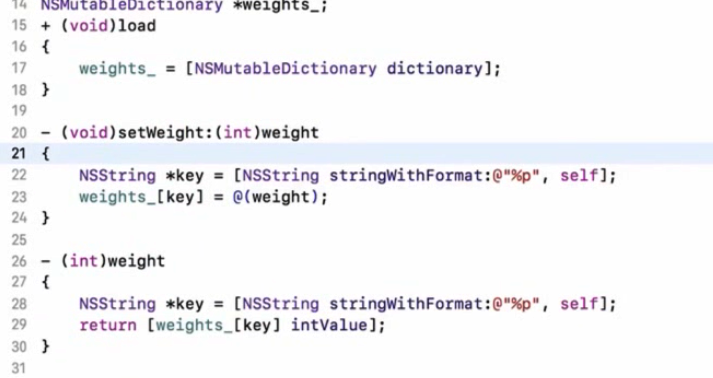 14 NSMutableDictionary *weights_;
15 + (void)load
16 {
17     weights_ = [NSMutableDictionary dictionary];
18 }
19
20 - (void)setWeight:(int)weight
21 {
22     NSString *key = [NSString stringWithFormat:@"%p", self];
23     weights_[key] = @(weight);
24 }
25
26 - (int)weight
27 {
28     NSString *key = [NSString stringWithFormat:@"%p", self];
29     return [weights_[key] intValue];
30 }
31